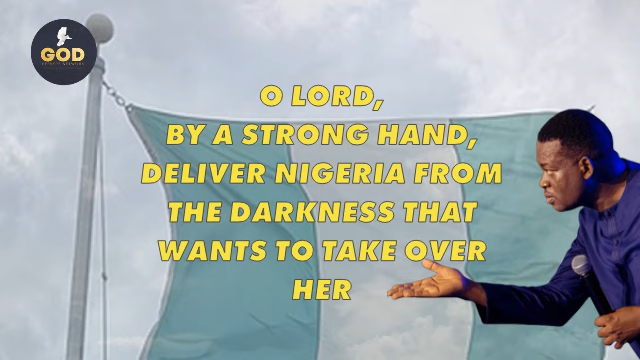 GOD
O LORD,
BY A STRONG HAND,
DELIVER NIGERIA FROM
THE DARKNESS THAT
WANTS TO TAKE OVER
HER